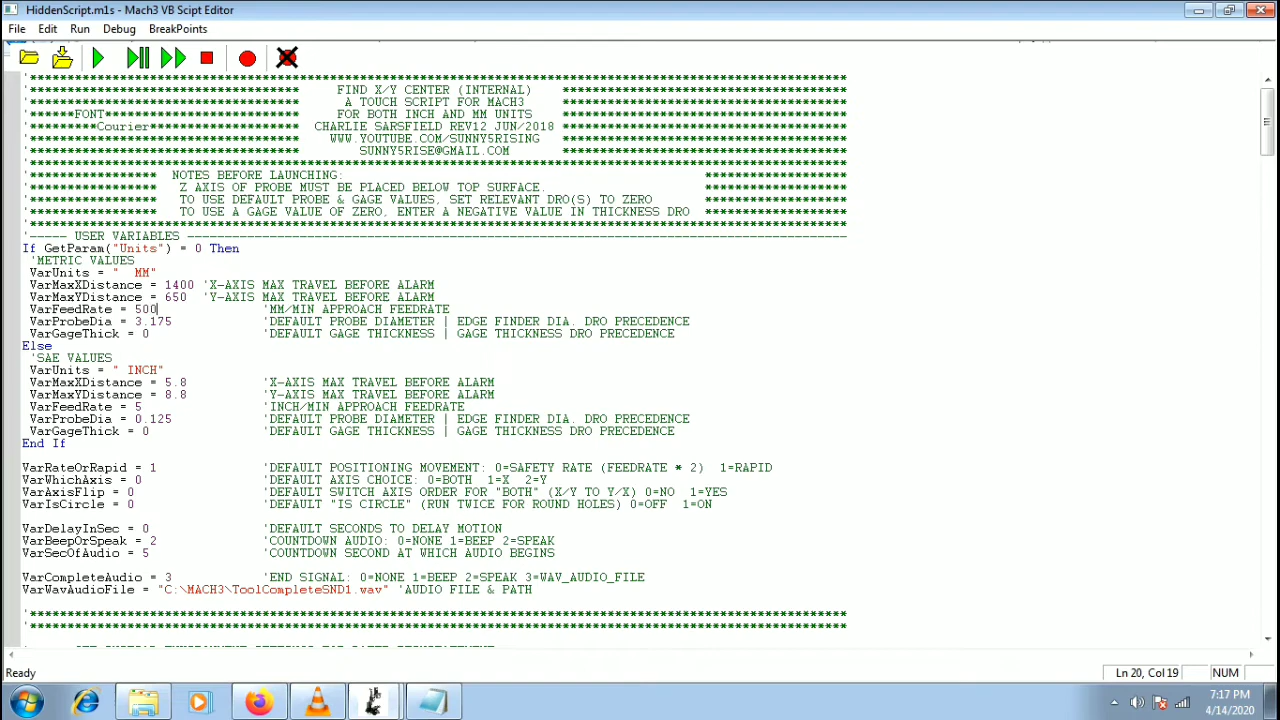 HiddenScript.m1s - Mach3 VB Scipt Editor
File Edit Run Debug BreakPoints
'*************************************** FIND X/Y CENTER (INTERNAL) **************************************
'*************************************** A TOUCH SCRIPT FOR MACH3 **************************************
'******FONT****************************** FOR BOTH INCH AND MM UNITS **************************************
'*********Courier******************** CHARLIE SARSFIELD REV12 JUN/2018 **************************************
'************************************ WWW.YOUTUBE.COM/SUNNY5RISING **************************************
'************************************ SUNNY5RISE@GMAIL.COM **************************************
'***************** NOTES BEFORE LAUNCHING: *******************
'***************** Z AXIS OF PROBE MUST BE PLACED BELOW TOP SURFACE. *******************
'***************** TO USE DEFAULT PROBE & GAGE VALUES, SET RELEVANT DRO(S) TO ZERO *******************
'***************** TO USE A GAGE VALUE OF ZERO, ENTER A NEGATIVE VALUE IN THICKNESS DRO *******************
'----- USER VARIABLES -----
If GetParam("Units") = 0 Then
'METRIC VALUES
VarUnits = "  MM"
VarMaxXDistance = 1400 'X-AXIS MAX TRAVEL BEFORE ALARM
VarMaxYDistance = 650 'Y-AXIS MAX TRAVEL BEFORE ALARM
VarFeedRate = 500 'MM/MIN APPROACH FEEDRATE
VarProbeDia = 3.175 'DEFAULT PROBE DIAMETER | EDGE FINDER DIA. DRO PRECEDENCE
VarGageThick = 0 'DEFAULT GAGE THICKNESS | GAGE THICKNESS DRO PRECEDENCE
Else
'SAE VALUES
VarUnits = " INCH"
VarMaxXDistance = 5.8 'X-AXIS MAX TRAVEL BEFORE ALARM
VarMaxYDistance = 8.8 'Y-AXIS MAX TRAVEL BEFORE ALARM
VarFeedRate = 5 'INCH/MIN APPROACH FEEDRATE
VarProbeDia = 0.125 'DEFAULT PROBE DIAMETER | EDGE FINDER DIA. DRO PRECEDENCE
VarGageThick = 0 'DEFAULT GAGE THICKNESS | GAGE THICKNESS DRO PRECEDENCE
End If
VarRateOrRapid = 1 'DEFAULT POSITIONING MOVEMENT: 0=SAFETY RATE (FEEDRATE * 2) 1=RAPID
VarWhichAxis = 0 'DEFAULT AXIS CHOICE: 0=BOTH 1=X 2=Y
VarAxisFlip = 0 'DEFAULT SWITCH AXIS ORDER FOR "BOTH" (X/Y TO Y/X) 0=NO 1=YES
VarIsCircle = 0 'DEFAULT "IS CIRCLE" (RUN TWICE FOR ROUND HOLES) 0=OFF 1=ON
VarDelayInSec = 0 'DEFAULT SECONDS TO DELAY MOTION
VarBeepOrSpeak = 2 'COUNTDOWN AUDIO: 0=NONE 1=BEEP 2=SPEAK
VarSecOfAudio = 5 'COUNTDOWN SECOND AT WHICH AUDIO BEGINS
VarCompleteAudio = 3 'END SIGNAL: 0=NONE 1=BEEP 2=SPEAK 3=WAV_AUDIO_FILE
VarWavAudioFile = "C:\MACH3\ToolCompleteSND1.wav" 'AUDIO FILE & PATH
Ready Ln 20, Col 19 NUM
7:17 PM
4/14/2020